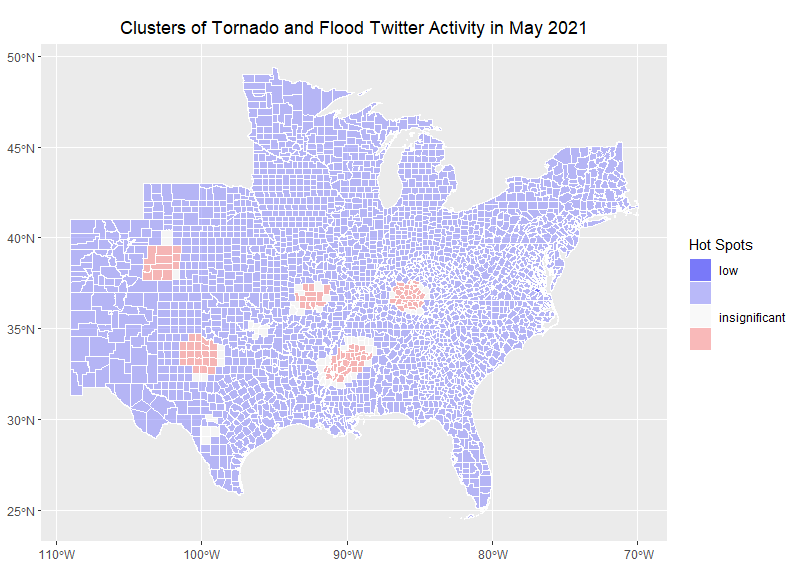 Clusters of Tornado and Flood Twitter Activity in May 2021
50°N
45°N
40°N
35°N
30°N
25°N
110°W
100°W
90°W
80°W
70°W
Hot Spots
low
insignificant